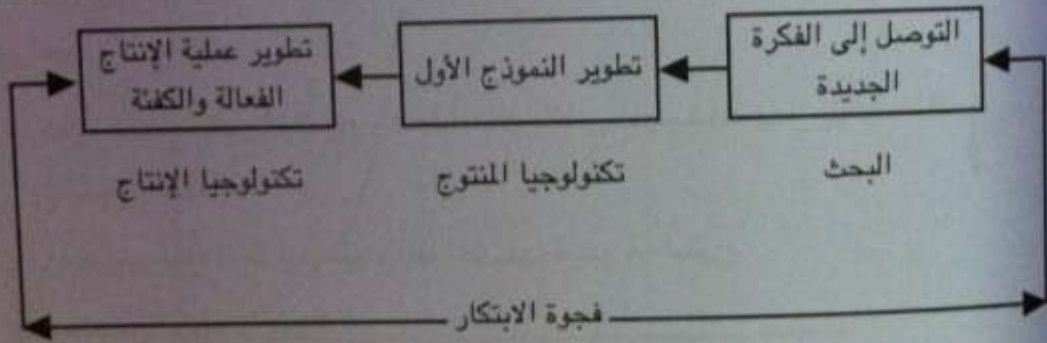 التوصل إلى الفكرة
الجديدة
تطوير النموذج الأول
تطوير عملية الإنتاج
الفعالة والكفئة
البحث
تكنولوجيا المنتوج
تكنولوجيا الإنتاج
فجوة الابتكار